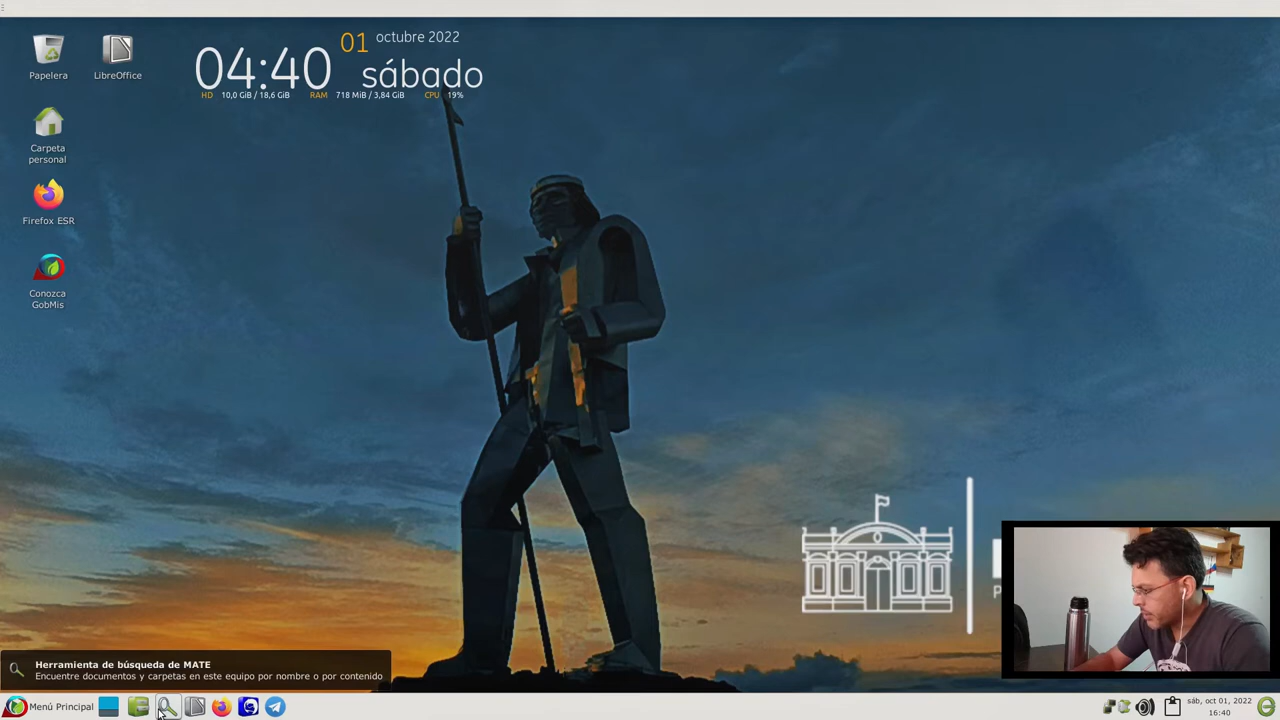 Papelera
LibreOffice
04:40
01 octubre 2022
sábado
HD 10,0 GiB / 18,6 GiB RAM 718 MiB / 3,84 GiB CPU 19%
Carpeta
personal
Firefox ESR
Conozca
GobMis
Herramienta de búsqueda de MATE
Encuentre documentos y carpetas en este equipo por nombre o por contenido
Menú Principal
sáb, oct 01, 2022
16:40